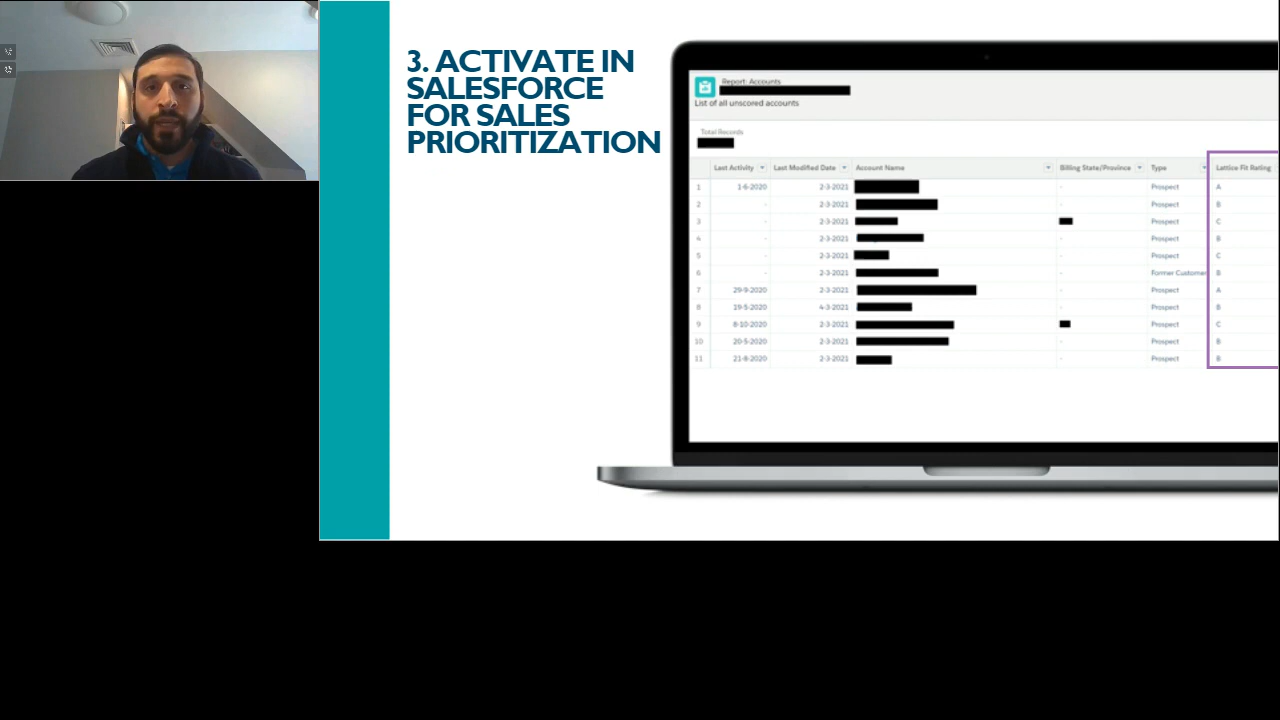 3. ACTIVATE IN
SALESFORCE
FOR SALES
PRIORITIZATION
Report: Accounts
List of all unscored accounts
Total Records
Last Activity Last Modified Date Account Name Billing State/Province Type Lattice Fit Rating
1 1-6-2020 2-3-2021 - Prospect A
2 - 2-3-2021 - Prospect B
3 - 2-3-2021 Prospect C
4 - 2-3-2021 - Prospect B
5 - 2-3-2021 - Prospect C
6 - 2-3-2021 - Former Customer B
7 29-9-2020 2-3-2021 - Prospect A
8 19-5-2020 4-3-2021 - Prospect B
9 8-10-2020 2-3-2021 Prospect C
10 20-5-2020 2-3-2021 - Prospect B
11 21-8-2020 2-3-2021 - Prospect B